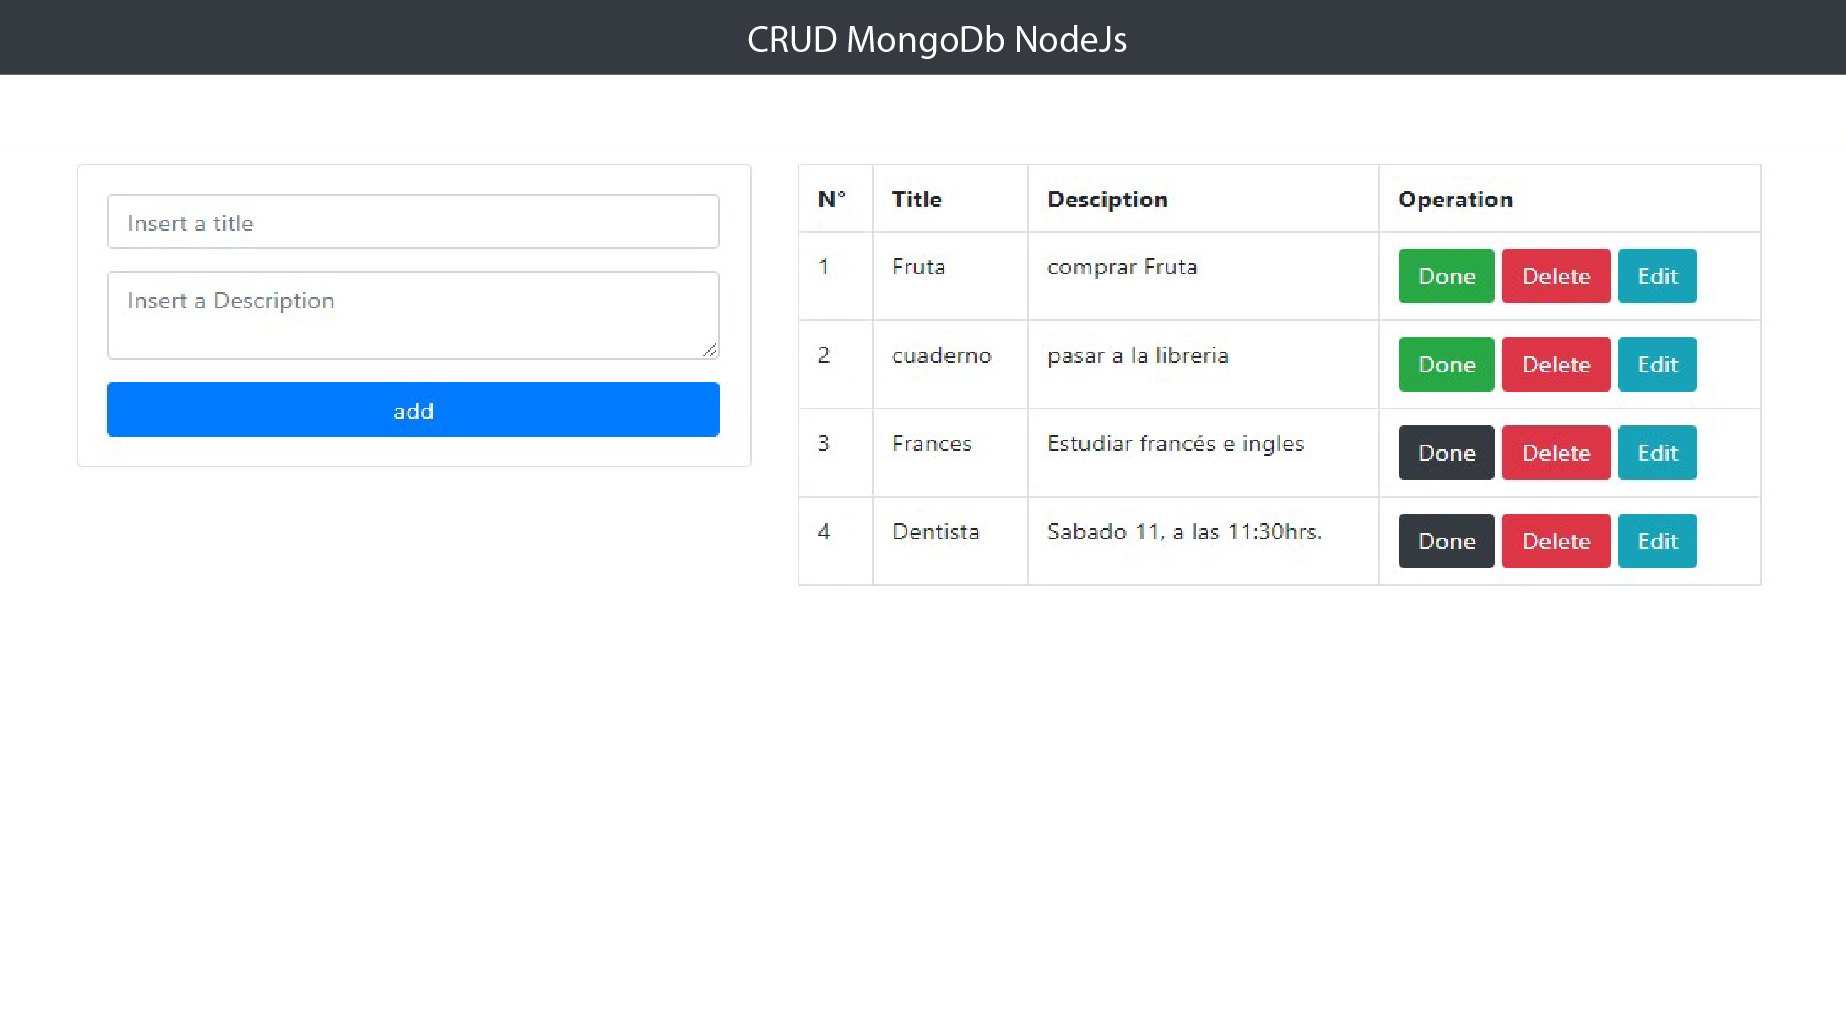 CRUD MongoDb NodeJs
Insert a title
Insert a Description
add
N° Title Desciption Operation
1 Fruta comprar Fruta Done Delete Edit
2 cuaderno pasar a la libreria Done Delete Edit
3 Frances Estudiar francés e ingles Done Delete Edit
4 Dentista Sabado 11, a las 11:30hrs. Done Delete Edit